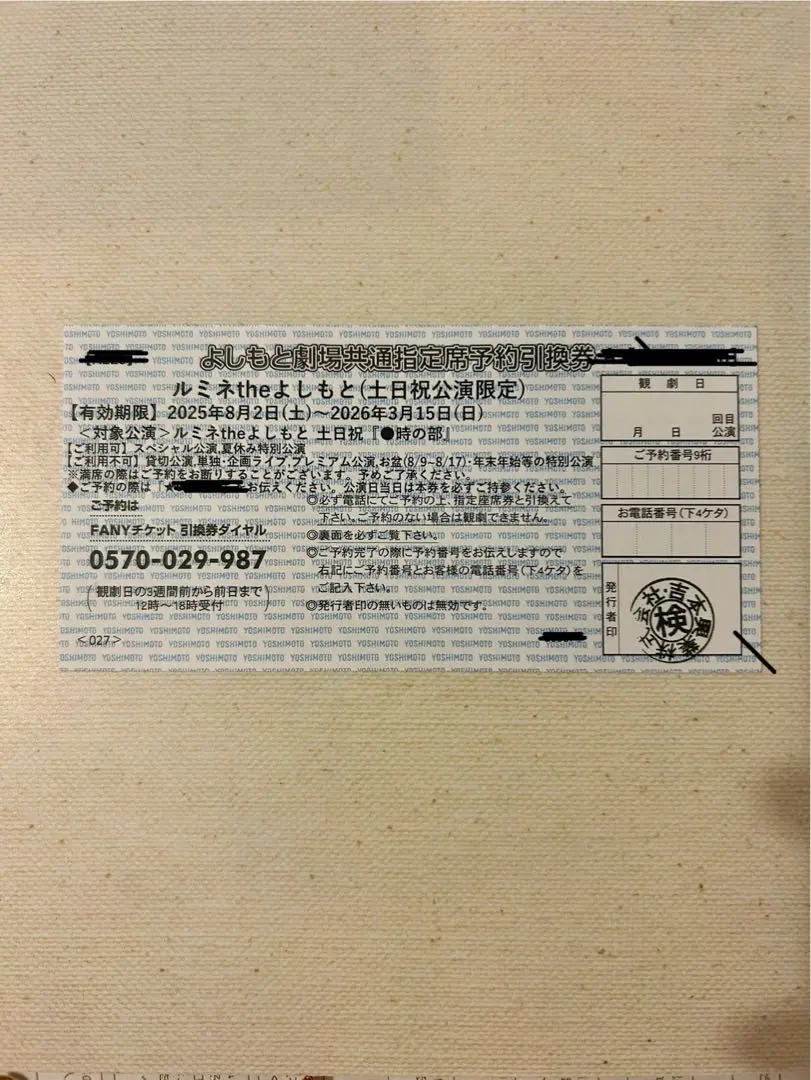 よしもと劇場共通指定席予約引換券
ルミネtheよしもと(土日祝公演限定)
【有効期限】2025年8月2日(土)～2026年3月15日(日)
＜対象公演＞ルミネtheよしもと 土日祝『●時の部』
【ご利用可】スペシャル公演,夏休み特別公演
【ご利用不可】貸切公演,単独・企画ライブ,プレミアム公演,お盆(8/9~8/17)・年末年始等の特別公演
※満席の際はご予約をお断りすることがございます。予めご了承ください。
◆ご予約の際は「
お伝えください。公演日当日は本券を必ずご持参ください。
ご予約は
FANYチケット 引換券ダイヤル
0570-029-987
(観劇日の3週間前から前日まで
12時～18時受付)
＜027＞
◎必ず電話にてご予約の上,指定座席券と引換えて
下さい。ご予約のない場合は観劇できません。
◎裏面を必ずご覧下さい。
◎ご予約完了の際に予約番号をお伝えしますので
右記にご予約番号とお客様の電話番号(下4ケタ)を
ご記入下さい。
◎発行者印の無いものは無効です。
観劇日
回目
月 日 公演
ご予約番号9桁
お電話番号(下4ケタ)
発行者印
検
株式会社・吉本興業
YOSHIMOTO YOSHIMOTO YOSHIMOTO YOSHIMOTO YOSHIMOTO YOSHIMOTO